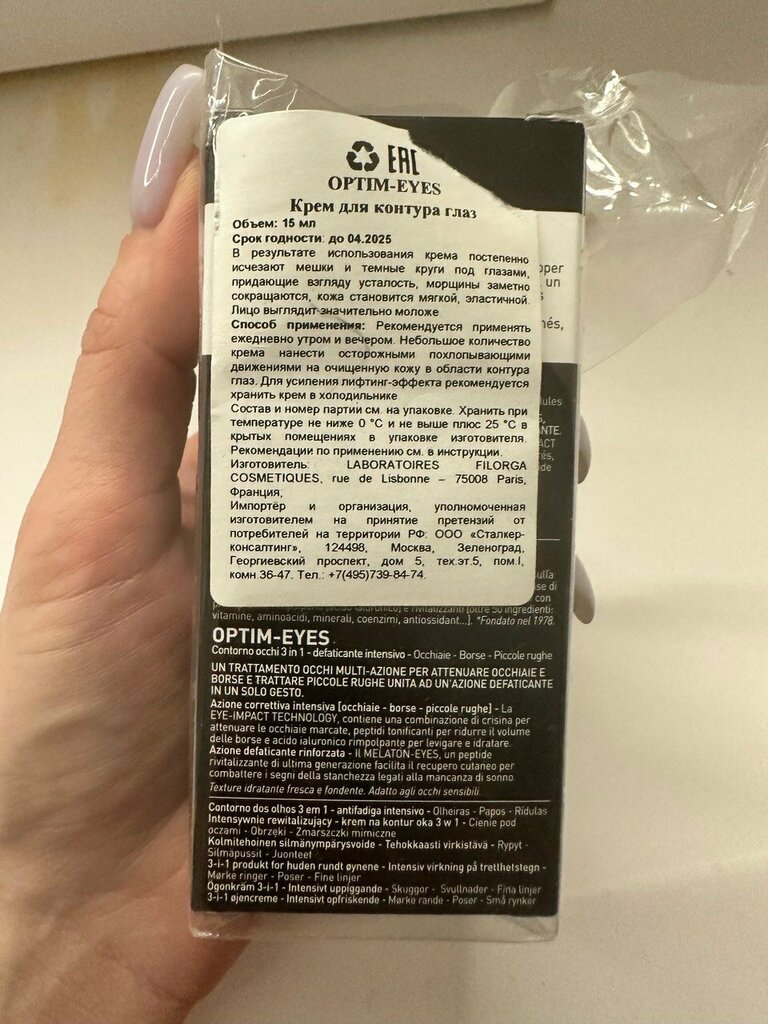 EAC
OPTIM-EYES
Крем для контура глаз
Объем: 15 мл
Срок годности: до 04.2025
В результате использования крема постепенно
исчезают мешки и темные круги под глазами,
придающие взгляду усталость, морщины заметно
сокращаются, кожа становится мягкой, эластичной.
Лицо выглядит значительно моложе
Способ применения: Рекомендуется применять
ежедневно утром и вечером. Небольшое количество
крема нанести осторожными похлопывающими
движениями на очищенную кожу в области контура
глаз. Для усиления лифтинг-эффекта рекомендуется
хранить крем в холодильнике
Состав и номер партии см. на упаковке. Хранить при
температуре не ниже 0 °С и не выше плюс 25 °С в
крытых помещениях в упаковке изготовителя.
Рекомендации по применению см. в инструкции.
Изготовитель: LABORATOIRES FILORGA
COSMETIQUES, rue de Lisbonne – 75008 Paris,
Франция,
Импортёр и организация, уполномоченная
изготовителем на принятие претензий от
потребителей на территории РФ: ООО «Сталкер-
консалтинг», 124498, Москва, Зеленоград,
Георгиевский проспект, дом 5, тех.эт.5, пом.I,
комн.36-47. Тел.: +7(495)739-84-74.
un
se di
con
[acido ialuronico] e rivitalizzanti [oltre 50 ingredienti:
vitamine, aminoacidi, minerali, coenzimi, antiossidant...]. *Fondato nel 1978.
OPTIM-EYES
Contorno occhi 3 in 1 - defaticante intensivo - Occhiaie - Borse - Piccole rughe
UN TRATTAMENTO OCCHI MULTI-AZIONE PER ATTENUARE OCCHIAIE E
BORSE E TRATTARE PICCOLE RUGHE UNITA AD UN'AZIONE DEFATICANTE
IN UN SOLO GESTO.
Azione correttiva intensiva [occhiaie - borse - piccole rughe] - La
EYE-IMPACT TECHNOLOGY, contiene una combinazione di crisina per
attenuare le occhiaie marcate, peptidi tonificanti per ridurre il volume
delle borse e acido ialuronico rimpolpante per levigare e idratare.
Azione defaticante rinforzata - Il MELATON-EYES, un peptide
rivitalizzante di ultima generazione facilita il recupero cutaneo per
combattere i segni della stanchezza legati alla mancanza di sonno.
Texture idratante fresca e fondente. Adatto agli occhi sensibili.
Contorno dos olhos 3 em 1 - antifadiga intensivo - Olheiras - Papos - Rídulas
Intensywnie rewitalizujący - krem na kontur oka 3 w 1 - Cienie pod
oczami - Obrzęki - Zmarszczki mimiczne
Kolmitehoinen silmänympärysvoide - Tehokkaasti virkistävä - Rypyt -
Silmäpussit - Juonteet
3-i-1 produkt for huden rundt øynene - Intensiv virkning på tretthetstegn -
Mørke ringer - Poser - Fine linjer
Ögonkräm 3-i-1 - Intensivt uppiggande - Skuggor - Svullnader - Fina linjer
3-i-1 øjencreme - Intensivt opfriskende - Mørke rande - Poser - Små rynker